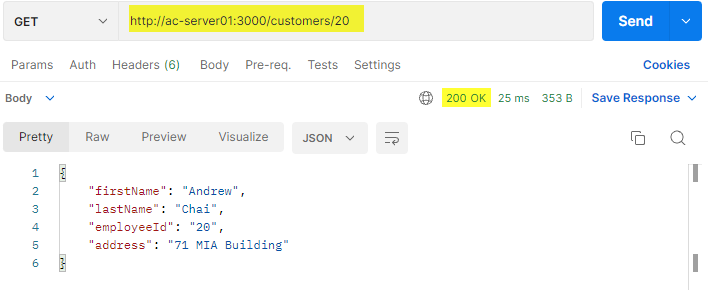 GET http://ac-server01:3000/customers/20 Send
Params Auth Headers (6) Body Pre-req. Tests Settings Cookies
Body 200 OK 25 ms 353 B Save Response
Pretty Raw Preview Visualize JSON
1 {
2 "firstName": "Andrew",
3 "lastName": "Chai",
4 "employeeId": "20",
5 "address": "71 MIA Building"
6 }